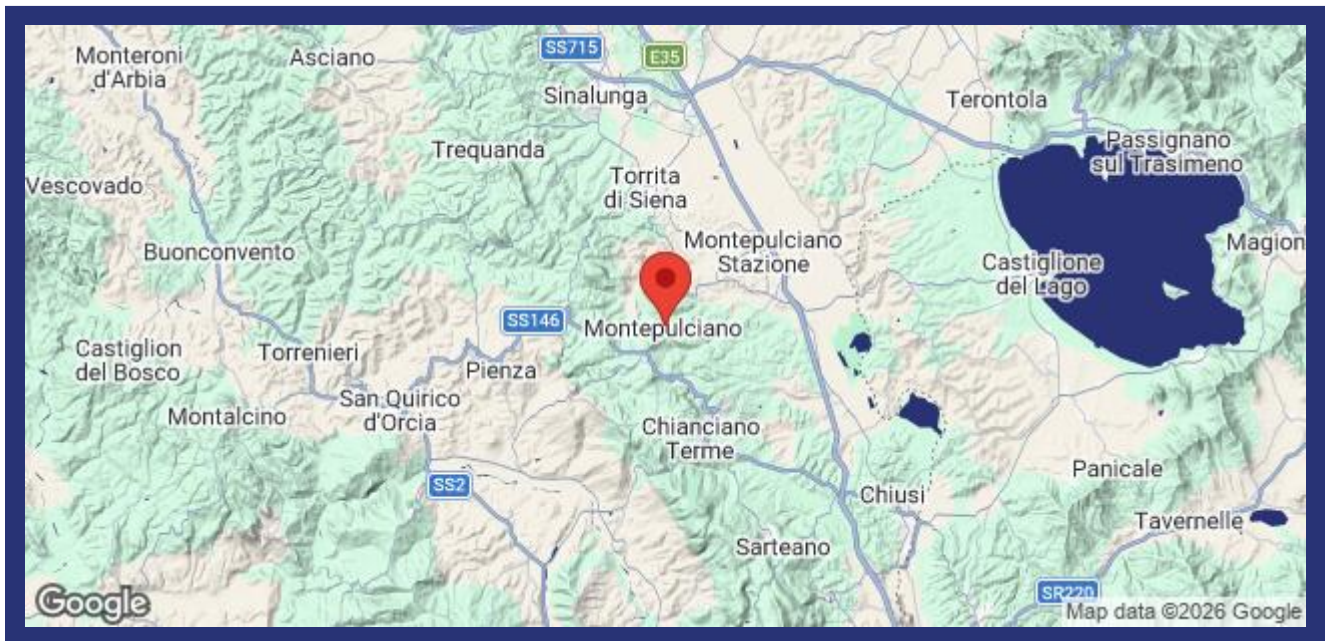 Monteroni
d'Arbia
Asciano
SS715
E35
Sinalunga
Terontola
Passignano
sul Trasimeno
Trequanda
Vescovado
Torrita
di Siena
Buonconvento
Montepulciano
Stazione
Magion
Castiglione
del Lago
SS146
Montepulciano
Castiglion
del Bosco
Torrenieri
Pienza
San Quirico
d'Orcia
Montalcino
Chianciano
Terme
Panicale
SS2
Chiusi
Tavernelle
Sarteano
SR220
Google
Map data ©2026 Google